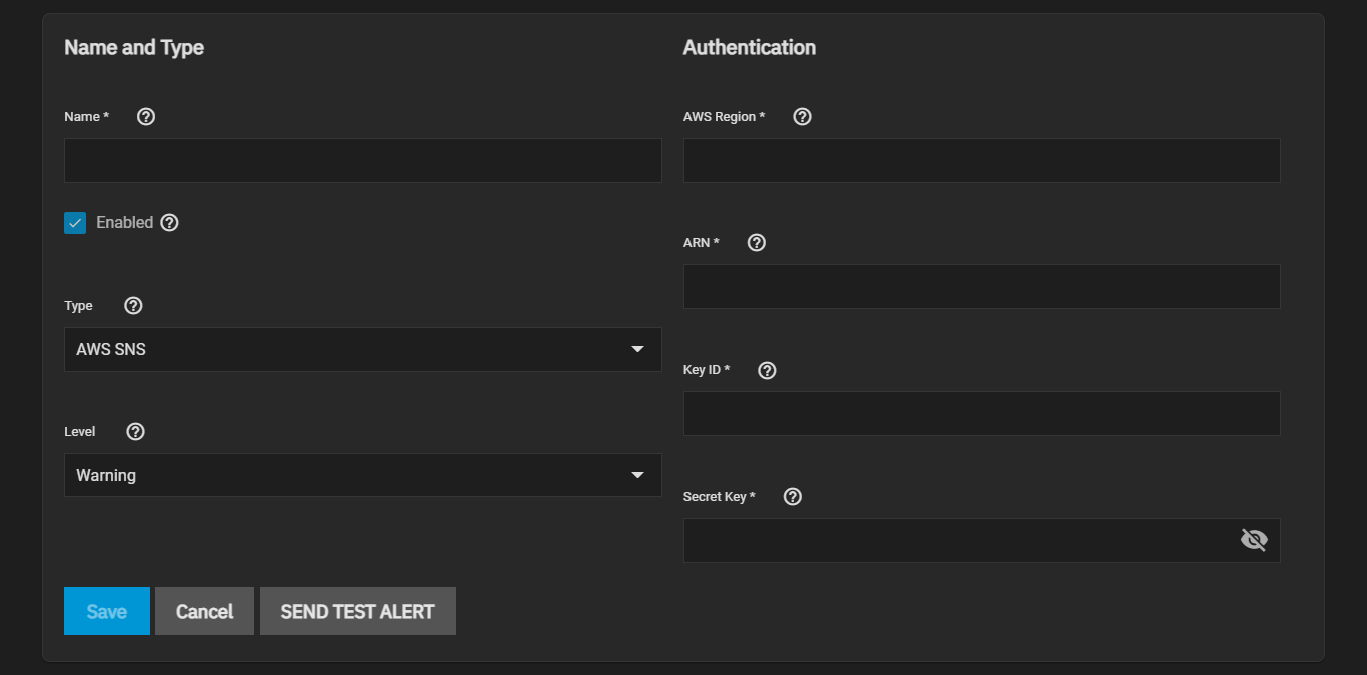 Name and Type
Name *
Enabled
Type
AWS SNS
Level
Warning
Authentication
AWS Region *
ARN *
Key ID *
Secret Key *
Save
Cancel
SEND TEST ALERT